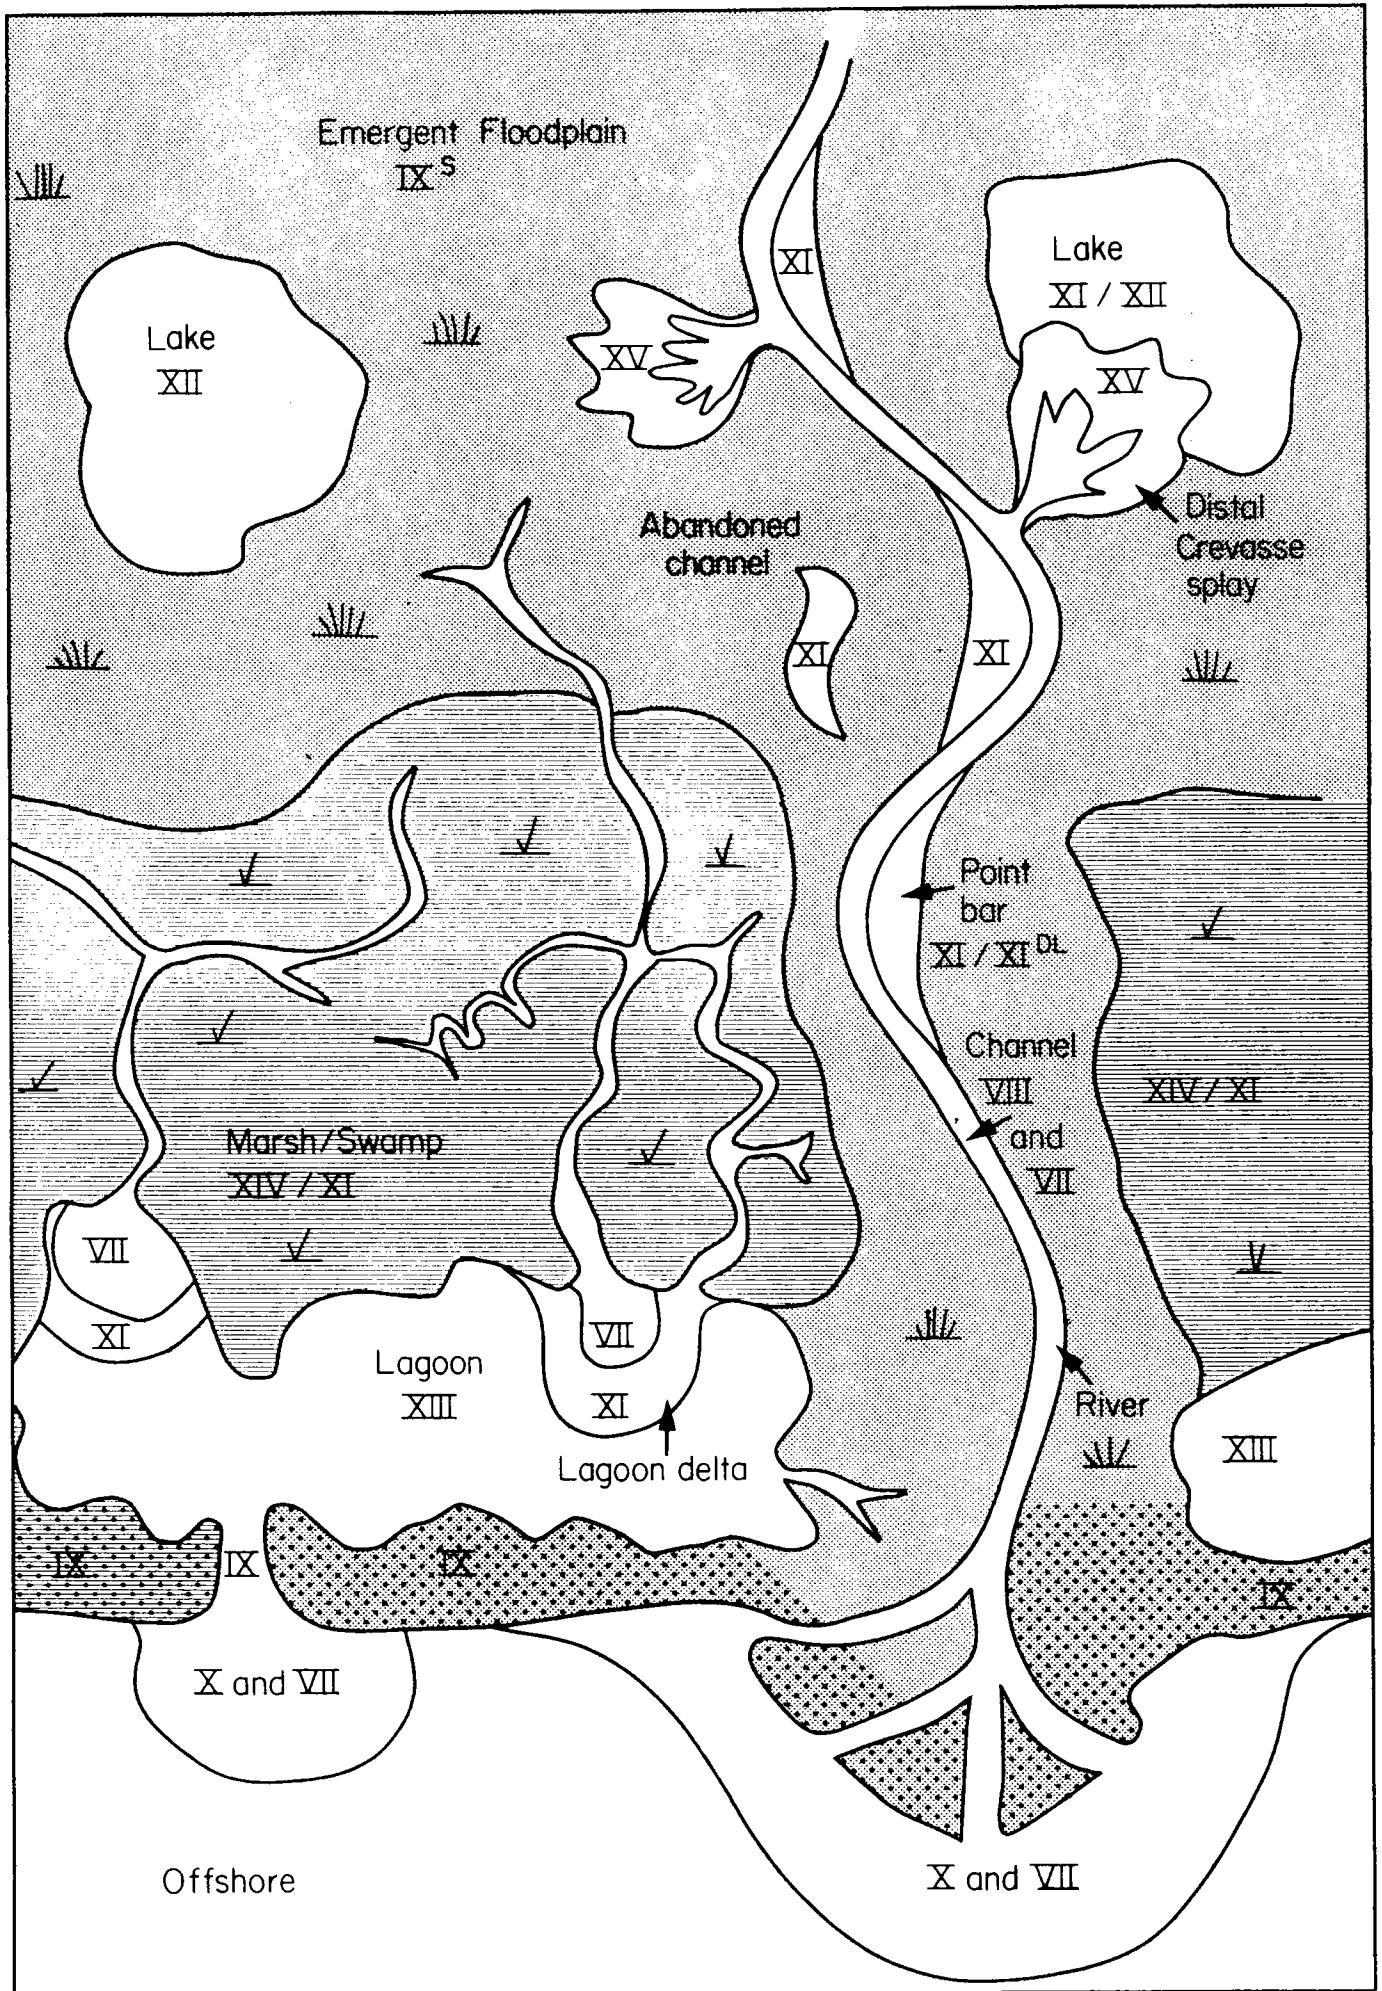 Emergent Floodplain
IX^S
XI
Lake
XI / XII
Lake
XII
XV
XV
Distal
Crevasse
splay
Abandoned
channel
XI
XI
Point
bar
XI / XI^DL
Channel
VIII
and
VII
XIV / XI
Marsh/Swamp
XIV / XI
VII
XI
VII
XI
Lagoon
XIII
Lagoon delta
River
XIII
IX
IX
IX
IX
X and VII
X and VII
Offshore